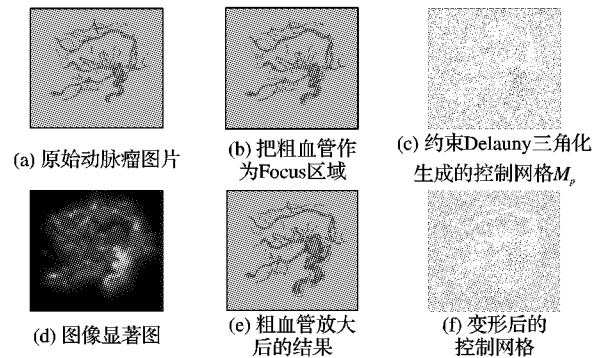 (a) 原始动脉瘤图片
(b) 把粗血管作
为Focus区域
(c) 约束Delauny三角化
生成的控制网格Mp
(d) 图像显著图
(e) 粗血管放大
后的结果
(f) 变形后的
控制网格